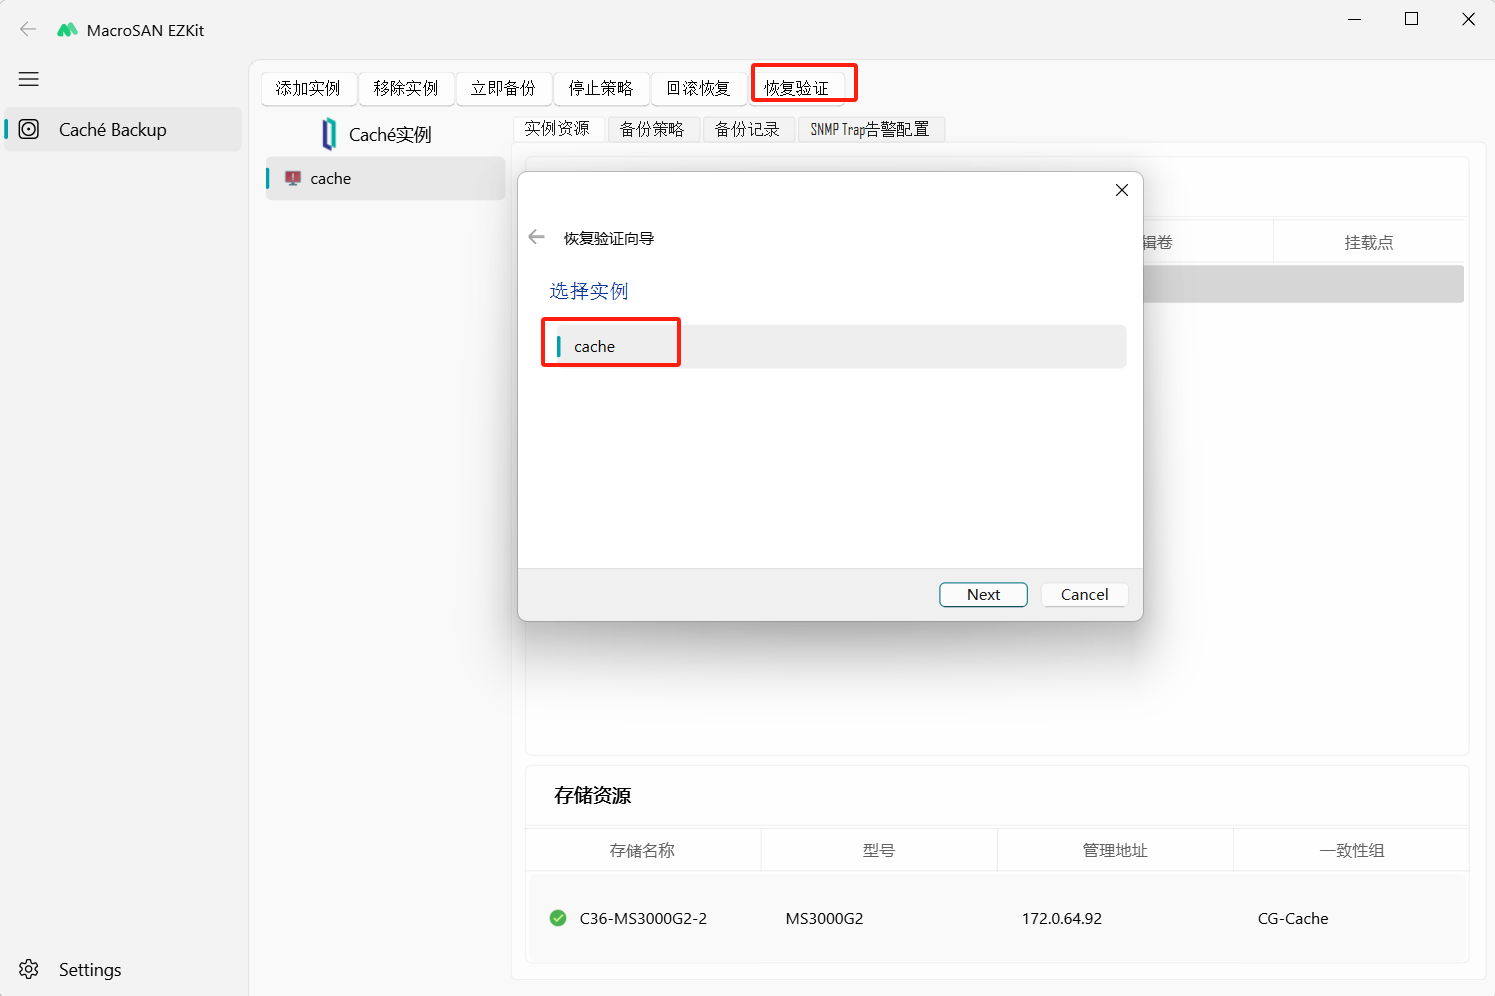 MacroSAN EZKit
Caché Backup
添加实例 移除实例 立即备份 停止策略 回滚恢复 恢复验证
Caché实例
cache
实例资源 备份策略 备份记录 SNMP Trap告警配置
辑卷 挂载点
恢复验证向导
选择实例
cache
Next Cancel
存储资源
存储名称 型号 管理地址 一致性组
C36-MS3000G2-2 MS3000G2 172.0.64.92 CG-Cache
Settings